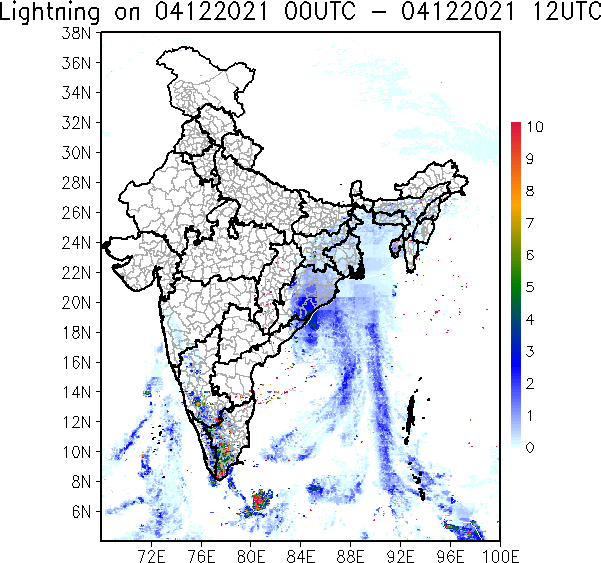 Lightning on 04122021 00UTC – 04122021 12UTC
38N
36N
34N
32N
30N
28N
26N
24N
22N
20N
18N
16N
14N
12N
10N
8N
6N
72E 76E 80E 84E 88E 92E 96E 100E
10
9
8
7
6
5
4
3
2
1
0